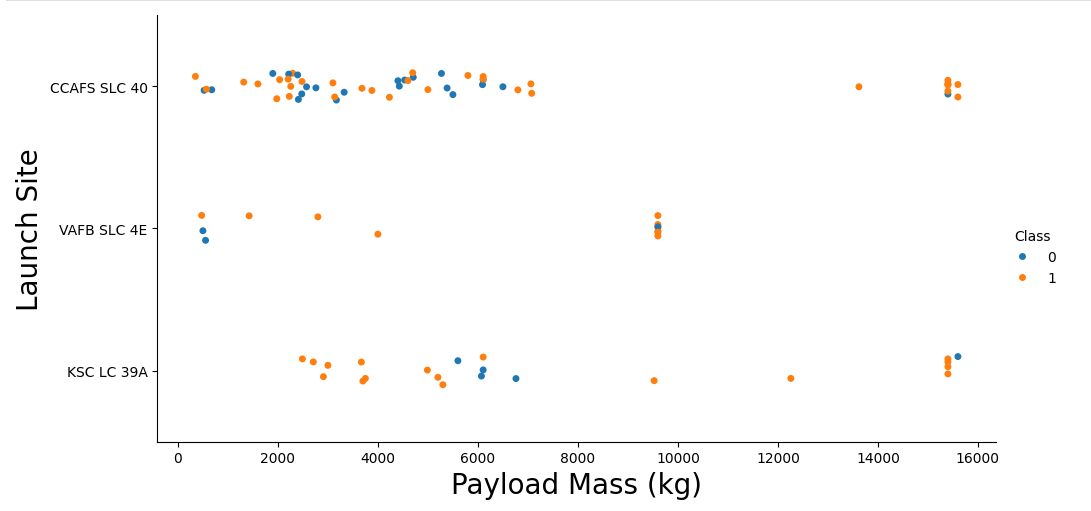 Launch Site
CCAFS SLC 40
VAFB SLC 4E
KSC LC 39A
0
2000
4000
6000
8000
10000
12000
14000
16000
Payload Mass (kg)
Class
0
1